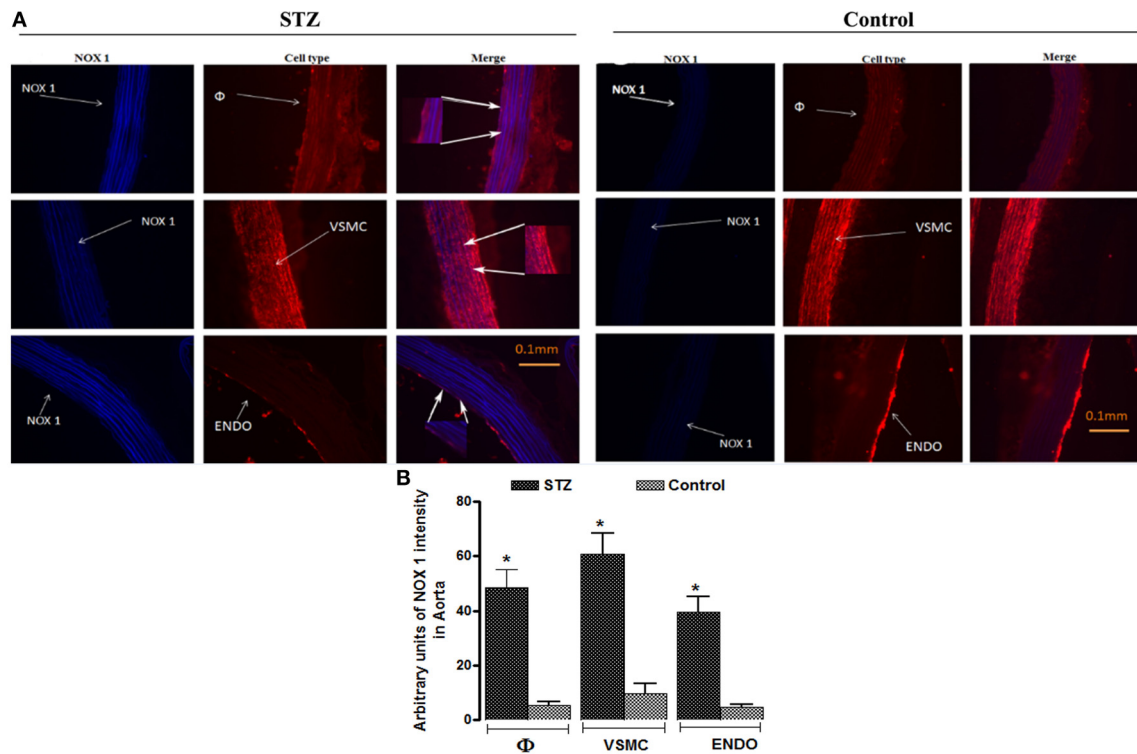 A
STZ
Control
NOX 1
Cell type
Merge
NOX 1
Cell type
Merge
NOX 1
Φ
NOX 1
Φ
NOX 1
VSMC
NOX 1
VSMC
NOX 1
ENDO
0.1mm
NOX 1
ENDO
0.1mm
B
STZ
Control
Arbitrary units of NOX 1 intensity
in Aorta
80
60
40
20
0
*
*
*
Φ
VSMC
ENDO